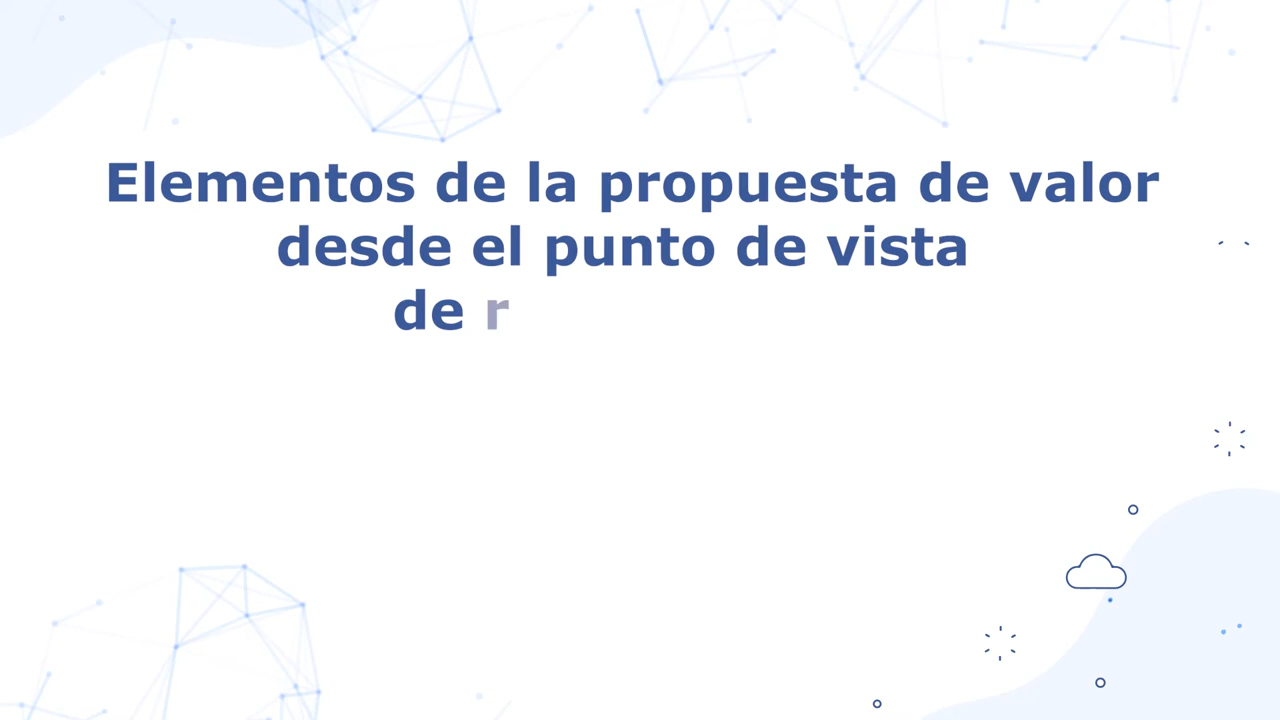 Elementos de la propuesta de valor
desde el punto de vista
de r